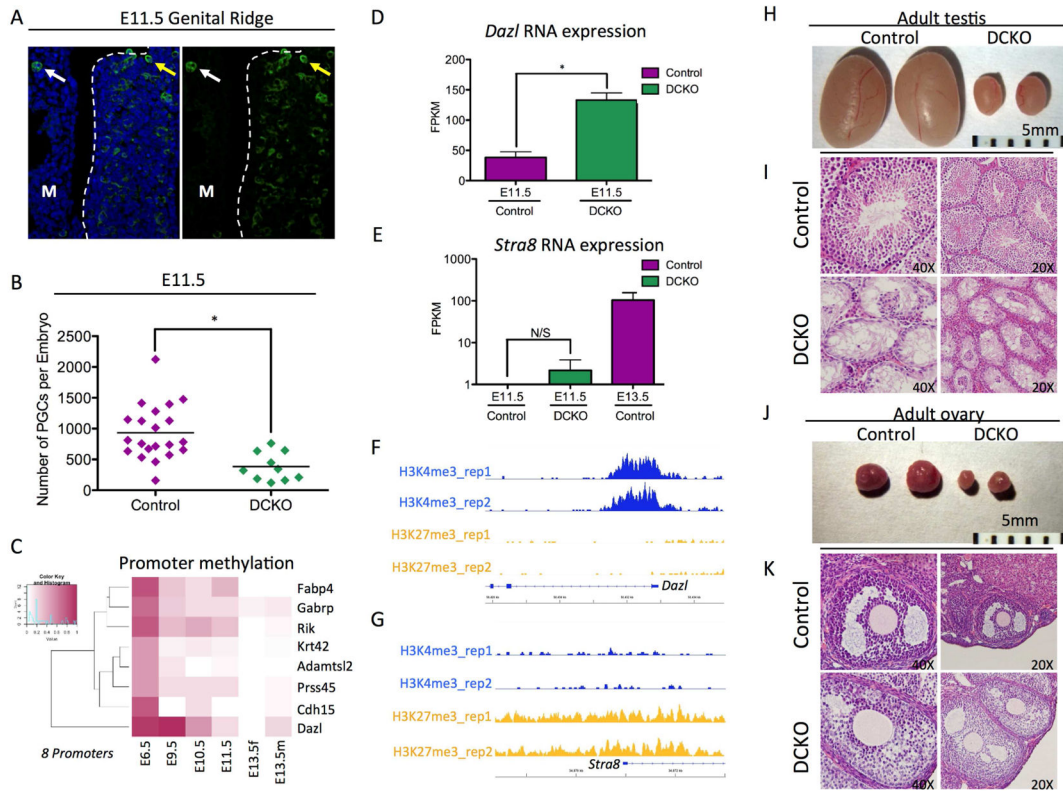 A
E11.5 Genital Ridge
M
M
B
E11.5
*
Number of PGCs per Embryo
2500
2000
1500
1000
500
0
Control
DCKO
C
Promoter methylation
Color Key
and Histogram
Value
Fabp4
Gabrp
Rik
Krt42
Adamtsl2
Prss45
Cdh15
Dazl
8 Promoters
E6.5
E9.5
E10.5
E11.5
E13.5f
E13.5m
D
Dazl RNA expression
Control
DCKO
*
FPKM
200
150
100
50
0
E11.5
Control
E11.5
DCKO
E
Stra8 RNA expression
Control
DCKO
N/S
FPKM
1000
100
10
1
E11.5
Control
E11.5
DCKO
E13.5
Control
F
H3K4me3_rep1
H3K4me3_rep2
H3K27me3_rep1
H3K27me3_rep2
Dazl
G
H3K4me3_rep1
H3K4me3_rep2
H3K27me3_rep1
H3K27me3_rep2
Stra8
H
Adult testis
Control
DCKO
5mm
I
Control
40X
20X
DCKO
40X
20X
J
Adult ovary
Control
DCKO
5mm
K
Control
40X
20X
DCKO
40X
20X